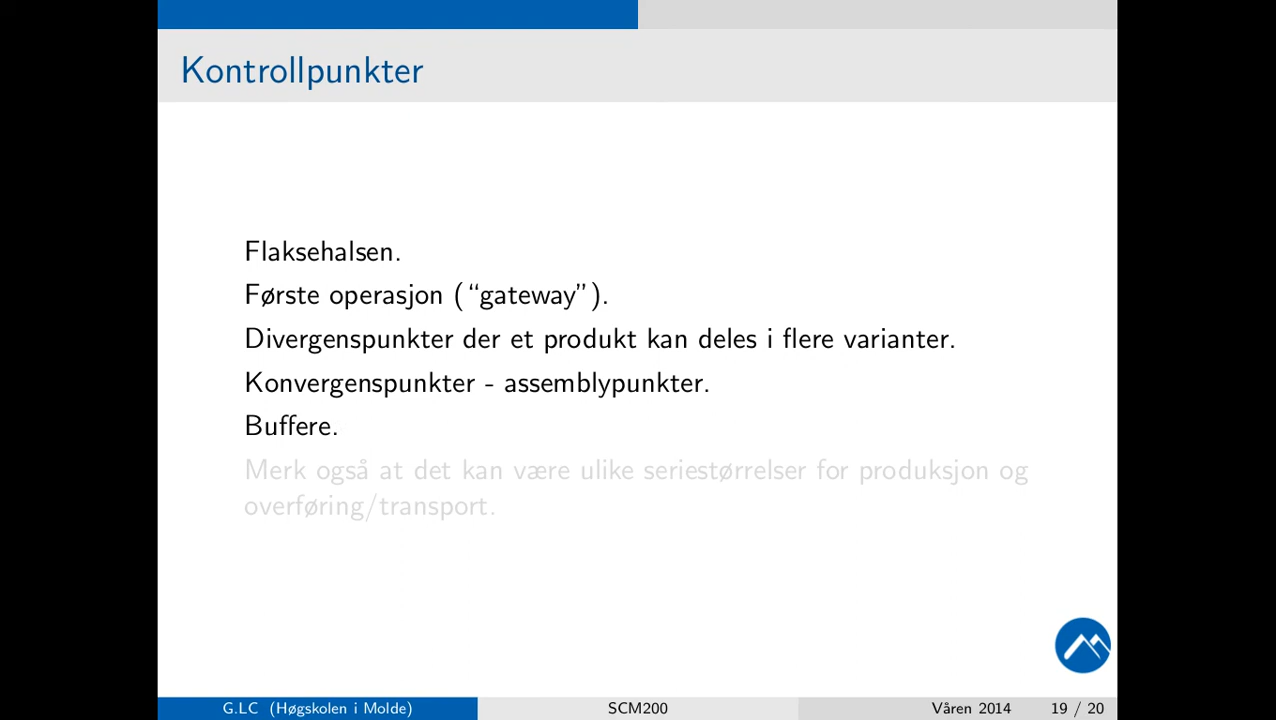 Kontrollpunkter
Flaksehalsen.
Første operasjon (“gateway”).
Divergenspunkter der et produkt kan deles i flere varianter.
Konvergenspunkter - assemblypunkter.
Buffere.
Merk også at det kan være ulike seriestørrelser for produksjon og
overføring/transport.
G.LC (Høgskolen i Molde) SCM200 Våren 2014 19 / 20